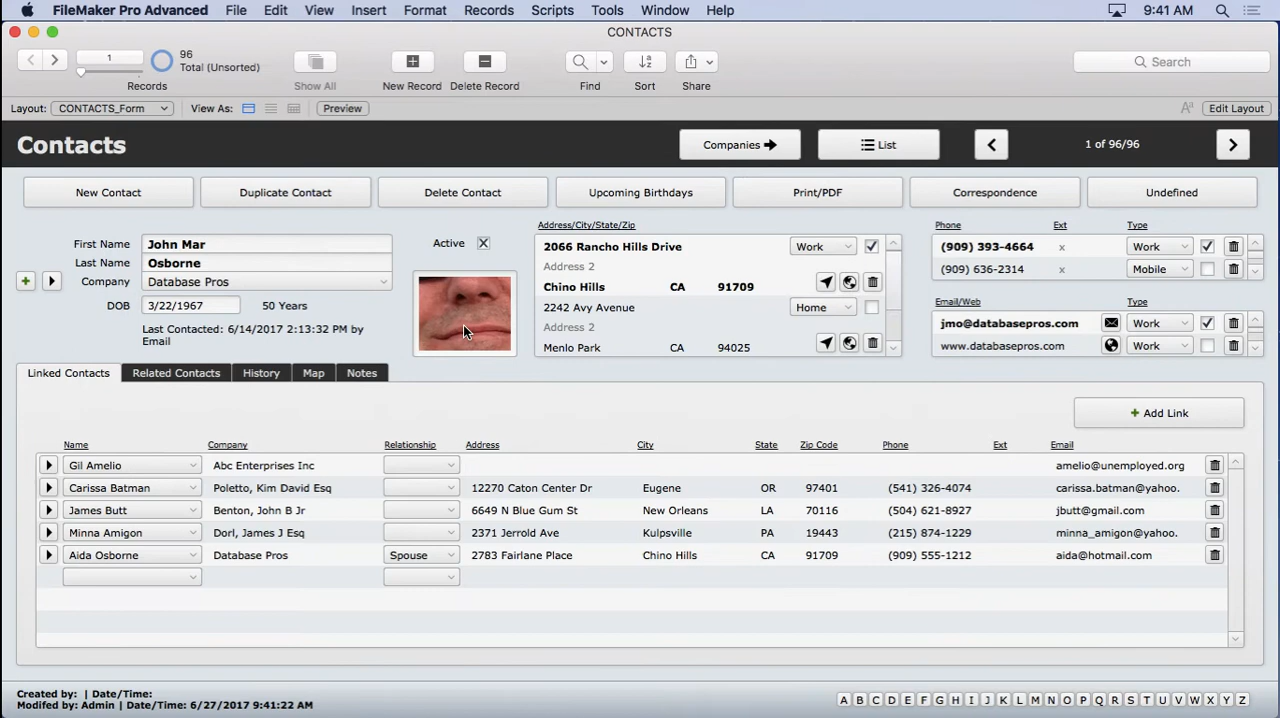 FileMaker Pro Advanced File Edit View Insert Format Records Scripts Tools Window Help 9:41 AM
CONTACTS
1 96 Total (Unsorted)
Records Show All New Record Delete Record Find Sort Share Search
Layout: CONTACTS_Form View As: Preview Aa Edit Layout
Contacts Companies List 1 of 96/96
New Contact Duplicate Contact Delete Contact Upcoming Birthdays Print/PDF Correspondence Undefined
First Name John Mar
Last Name Osborne
Company Database Pros
DOB 3/22/1967 50 Years
Last Contacted: 6/14/2017 2:13:32 PM by
Email
Active X
Address/City/State/Zip
2066 Rancho Hills Drive Work
Address 2
Chino Hills CA 91709
2242 Avy Avenue Home
Address 2
Menlo Park CA 94025
Phone Ext Type
(909) 393-4664 x Work
(909) 636-2314 x Mobile
Email/Web Type
jmo@databasepros.com Work
www.databasepros.com Work
Linked Contacts Related Contacts History Map Notes
+ Add Link
Name Company Relationship Address City State Zip Code Phone Ext Email
Gil Amelio Abc Enterprises Inc amelio@unemployed.org
Carissa Batman Poletto, Kim David Esq 12270 Caton Center Dr Eugene OR 97401 (541) 326-4074 carissa.batman@yahoo.
James Butt Benton, John B Jr 6649 N Blue Gum St New Orleans LA 70116 (504) 621-8927 jbutt@gmail.com
Minna Amigon Dorl, James J Esq 2371 Jerrold Ave Kulpsville PA 19443 (215) 874-1229 minna_amigon@yahoo.
Aida Osborne Database Pros Spouse 2783 Fairlane Place Chino Hills CA 91709 (909) 555-1212 aida@hotmail.com
Created by: | Date/Time:
Modifed by: Admin | Date/Time: 6/27/2017 9:41:22 AM
A B C D E F G H I J K L M N O P Q R S T U V W X Y Z